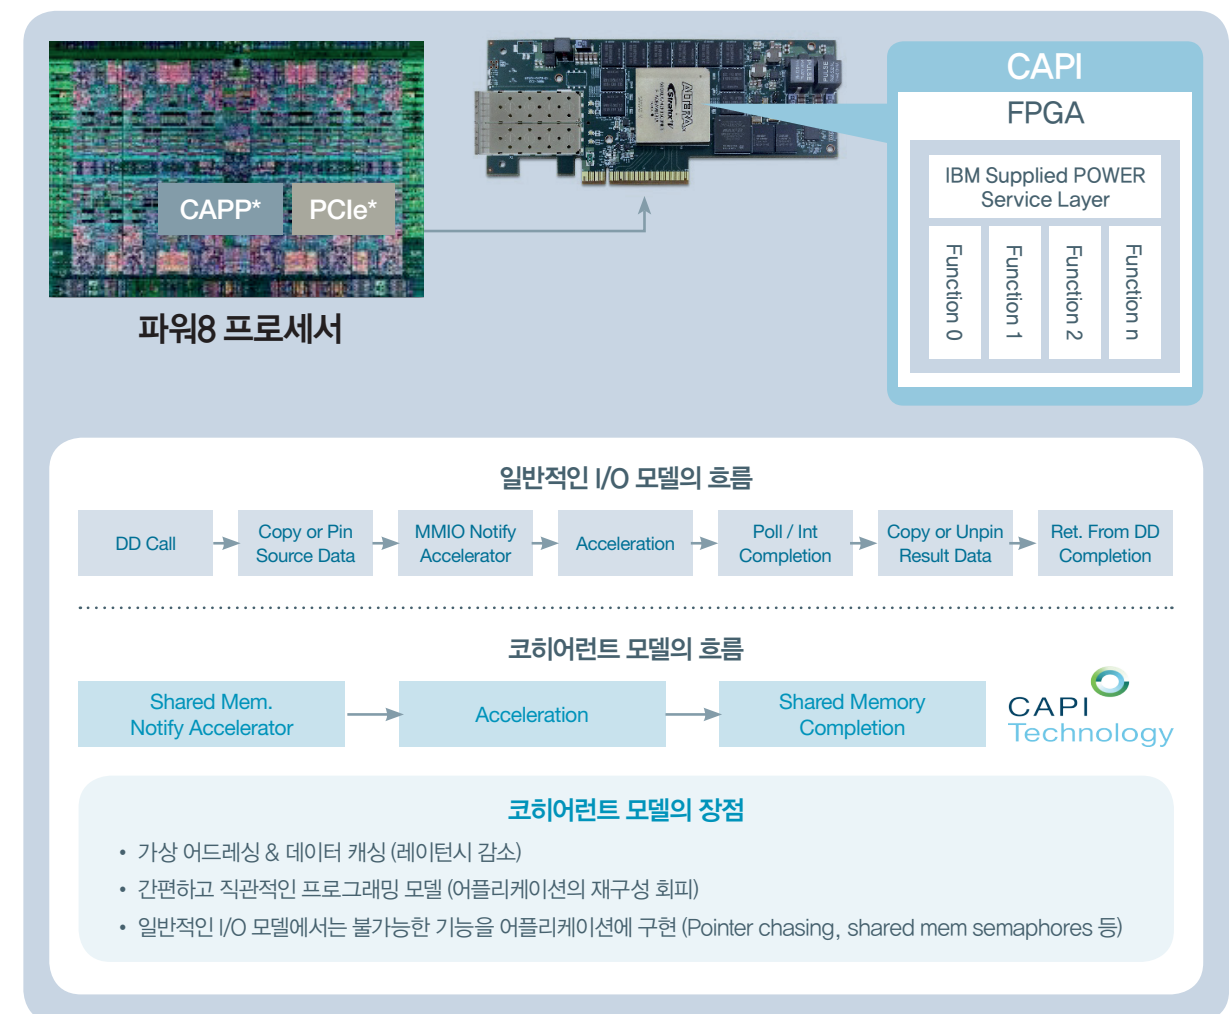 CAPP*
PCIe*
파워8 프로세서
ALTERA
Stratix V
CAPI
FPGA
IBM Supplied POWER
Service Layer
Function 0
Function 1
Function 2
Function n
일반적인 I/O 모델의 흐름
DD Call
Copy or Pin
Source Data
MMIO Notify
Accelerator
Acceleration
Poll / Int
Completion
Copy or Unpin
Result Data
Ret. From DD
Completion
코히어런트 모델의 흐름
Shared Mem.
Notify Accelerator
Acceleration
Shared Memory
Completion
CAPI
Technology
코히어런트 모델의 장점
• 가상 어드레싱 & 데이터 캐싱 (레이턴시 감소)
• 간편하고 직관적인 프로그래밍 모델 (어플리케이션의 재구성 회피)
• 일반적인 I/O 모델에서는 불가능한 기능을 어플리케이션에 구현 (Pointer chasing, shared mem semaphores 등)